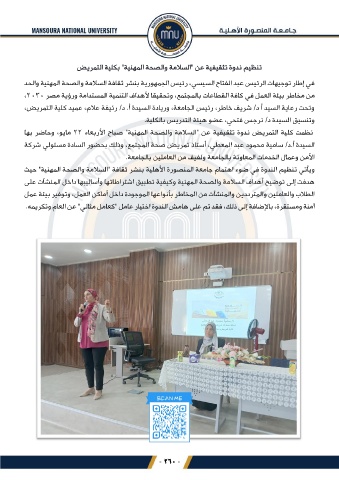 MANSOURA NATIONAL UNIVERSITY
جـامـعـة المنصـورة الأهـليـة
تنظيم ندوة تثقيفية عن "السلامة والصحة المهنية" بكلية التمريض
في إطار توجيهات الرئيس عبد الفتاح السيسي، رئيس الجمهورية بنشر ثقافة السلامة والصحة المهنية والحد
من مخاطر بيئة العمل في كافة القطاعات بالمجتمع، وتحقيقًا لأهداف التنمية المستدامة ورؤية مصر ٢٠٣٠،
وتحت رعاية السيد أ.د/ شريف خاطر، رئيس الجامعة، وريادة السيدة أ. د/ ريفة علام، عميد كلية التمريض،
وتنسيق السيدة د/ نرجس فتحي، عضو هيئة التدريس بالكلية.
نظمت كلية التمريض ندوة تثقيفية عن "السلامة والصحة المهنية" صباح الأربعاء ٢٢ مايو، وحاضر بها
السيدة أ.د/ سامية محمود عبد المعطي، أستاذ تمريض صحة المجتمع، وذلك بحضور السادة مسئولي شركة
الأمن وعمال الخدمات المعاونة بالجامعة ولفيف من العاملين بالجامعة.
ويأتي تنظيم الندوة في ضوء اهتمام جامعة المنصورة الأهلية بنشر ثقافة "السلامة والصحة المهنية" حيث
هدفت إلى توضيح أهداف السلامة والصحة المهنية وكيفية تطبيق اشتراطاتها وأساليبها داخل المنشآت على
الطلاب والعاملين والمترددين والمنشآت من المخاطر بأنواعها الموجودة داخل أماكن العمل، وتوفير بيئة عمل
آمنة ومستقرة، بالإضافة إلى ذلك، فقد تم على هامش الندوة اختيار عامل "كعامل مثالي" عن العام وتكريمه.
SCAN ME
٢٦٠